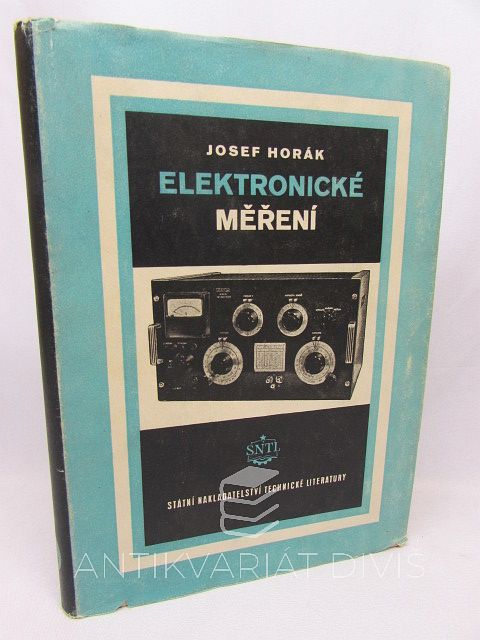 JOSEF HORÁK
ELEKTRONICKÉ
MĚŘENÍ
SNTL
STÁTNÍ NAKLADATELSTVÍ TECHNICKÉ LITERATURY
ANTIKVARIÁT DIVIŠ